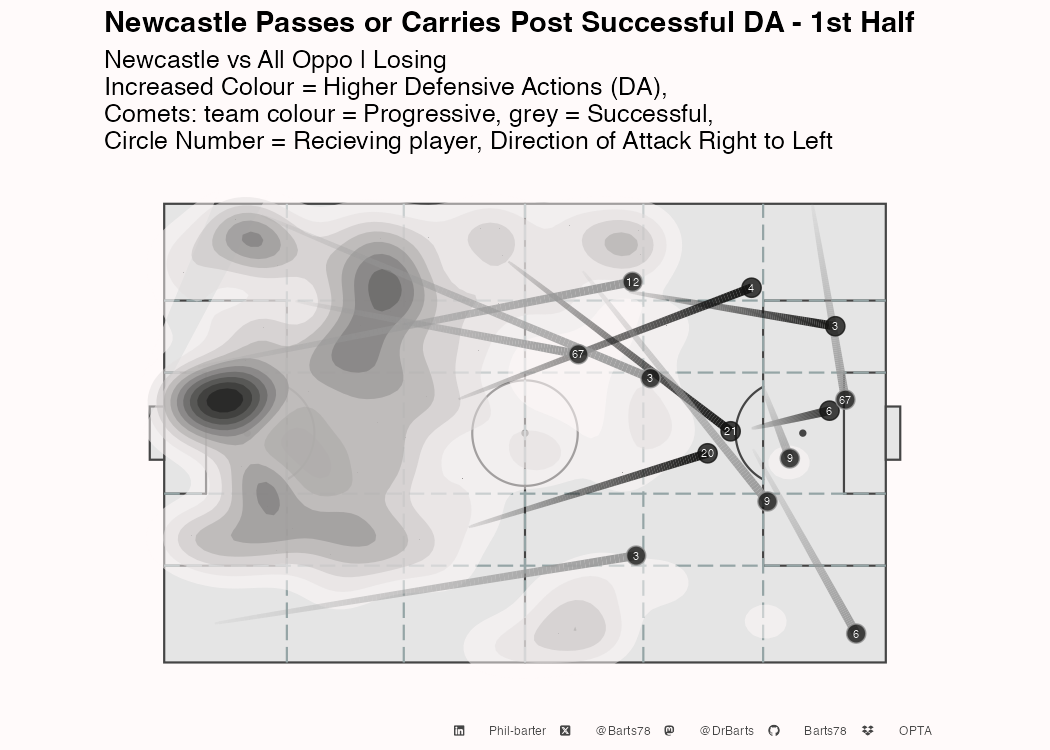 Newcastle Passes or Carries Post Successful DA - 1st Half
Newcastle vs All Oppo | Losing
Increased Colour = Higher Defensive Actions (DA),
Comets: team colour = Progressive, grey = Successful,
Circle Number = Recieving player, Direction of Attack Right to Left
12
4
3
67
3
67
6
21
20
9
9
3
6
Phil-barter @Barts78 @DrBarts Barts78 OPTA